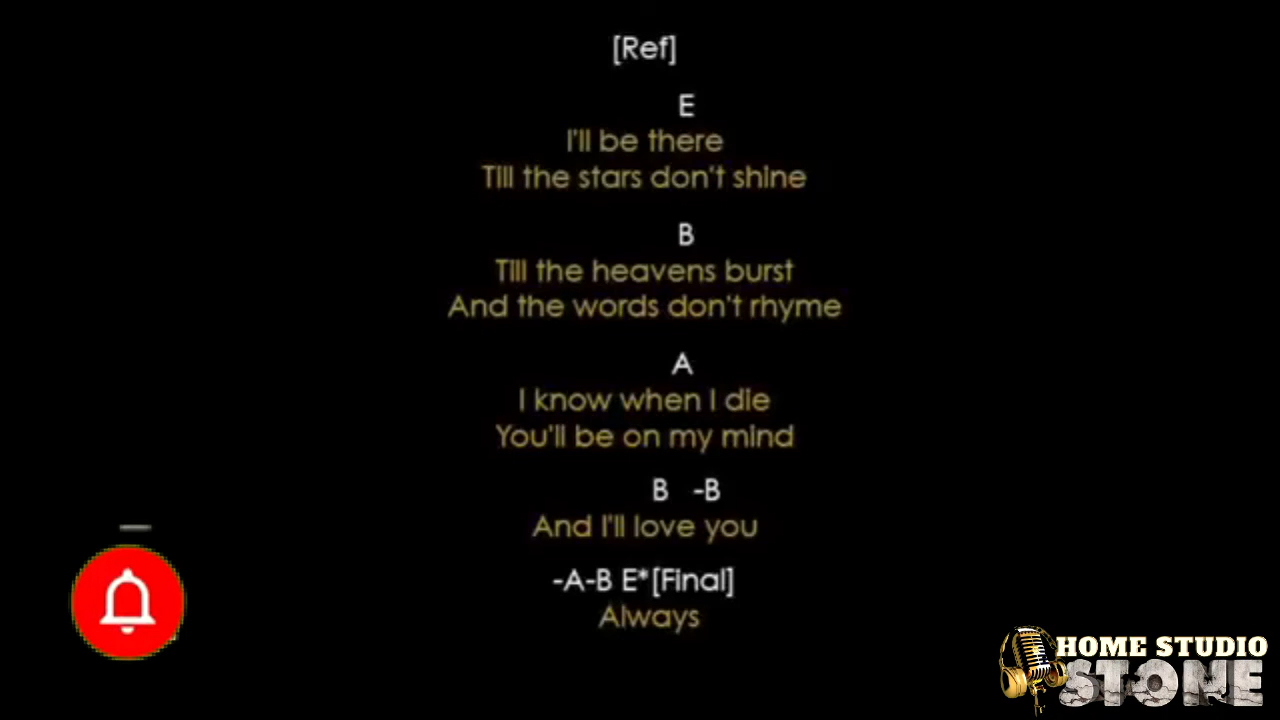 [Ref]
E
I'll be there
Till the stars don't shine
B
Till the heavens burst
And the words don't rhyme
A
I know when I die
You'll be on my mind
B -B
And I'll love you
-A-B E*[Final]
Always
HOME STUDIO
STONE